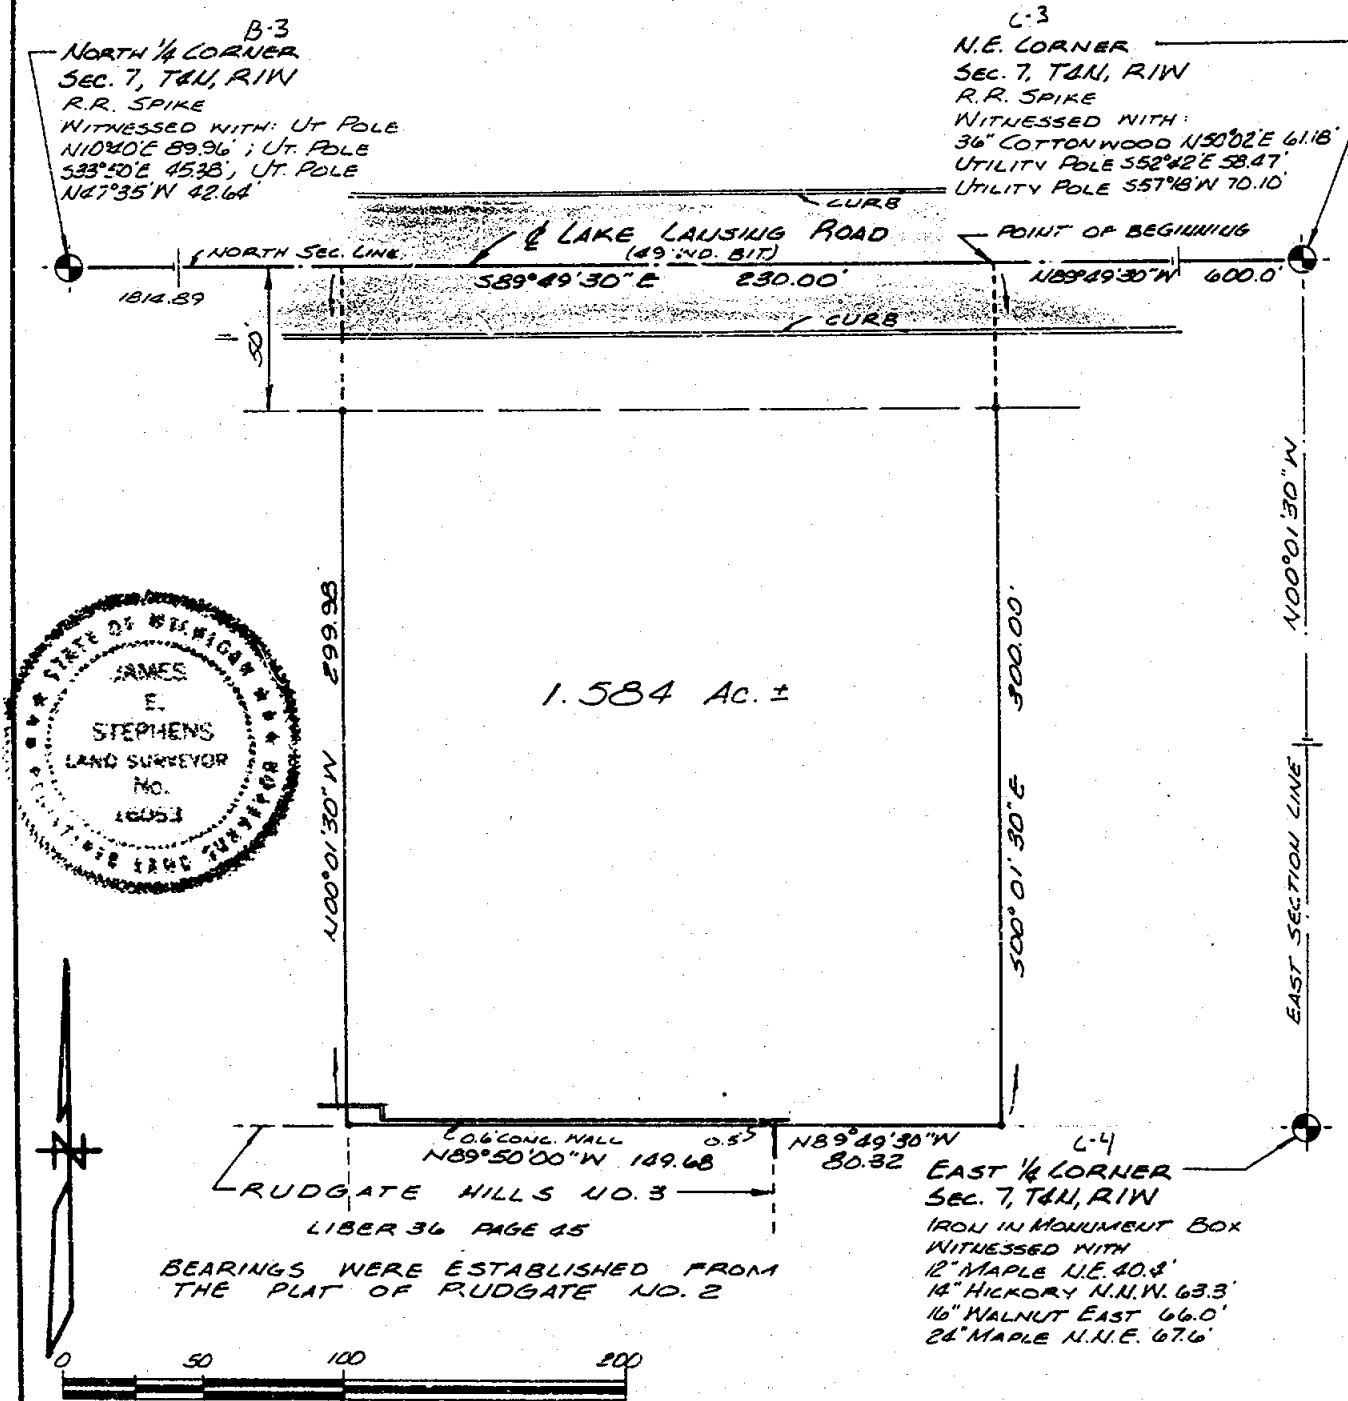 B-3
NORTH 1/4 CORNER
SEC. 7, T4N, R1W
R.R. SPIKE
WITNESSED WITH: UT POLE
N10°40'E 89.96'; UT. POLE
S33°50'E 45.38', UT. POLE
N47°35'W 42.64'
C-3
N.E. CORNER
SEC. 7, T4N, R1W
R.R. SPIKE
WITNESSED WITH:
36" COTTONWOOD N50°02'E 61.18'
UTILITY POLE S52°42'E 58.47'
UTILITY POLE S57°18'W 70.10'
CURB
℄ LAKE LANSING ROAD
(49' WD. BIT)
POINT OF BEGINNING
NORTH SEC. LINE
1814.89
S89°49'30"E 230.00'
N89°49'30"W 600.0'
CURB
50'
299.98
N00°01'30"W
1.584 AC. ±
300.00'
S00°01'30"E
N00°01'30"W
EAST SECTION LINE
STATE OF MICHIGAN
JAMES
E.
STEPHENS
LAND SURVEYOR
No.
16053
REGISTERED LAND SURVEYOR
0.6 CONC. WALL
0.5
N89°50'00"W 149.68
N89°49'30"W
80.32
RUDGATE HILLS NO. 3
LIBER 36 PAGE 45
BEARINGS WERE ESTABLISHED FROM
THE PLAT OF RUDGATE NO. 2
C-4
EAST 1/4 CORNER
SEC. 7, T4N, R1W
IRON IN MONUMENT BOX
WITNESSED WITH
12" MAPLE N.E. 40.4'
14" HICKORY N.N.W. 63.3'
16" WALNUT EAST 66.0'
24" MAPLE N.N.E. 67.6'
N
0 50 100 200